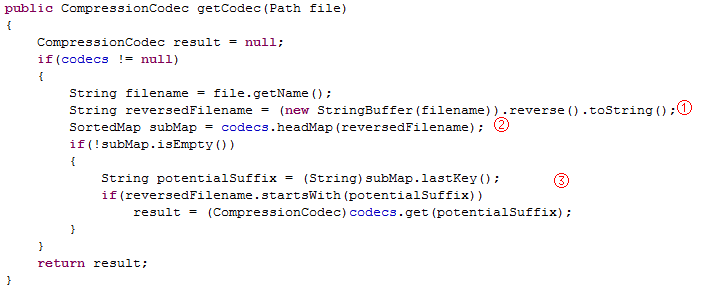 public CompressionCodec getCodec(Path file)
{
    CompressionCodec result = null;
    if(codecs != null)
    {
        String filename = file.getName();
        String reversedFilename = (new StringBuffer(filename)).reverse().toString();①
        SortedMap subMap = codecs.headMap(reversedFilename); ②
        if(!subMap.isEmpty())
        {
            String potentialSuffix = (String)subMap.lastKey(); ③
            if(reversedFilename.startsWith(potentialSuffix))
                result = (CompressionCodec)codecs.get(potentialSuffix);
        }
    }
    return result;
}